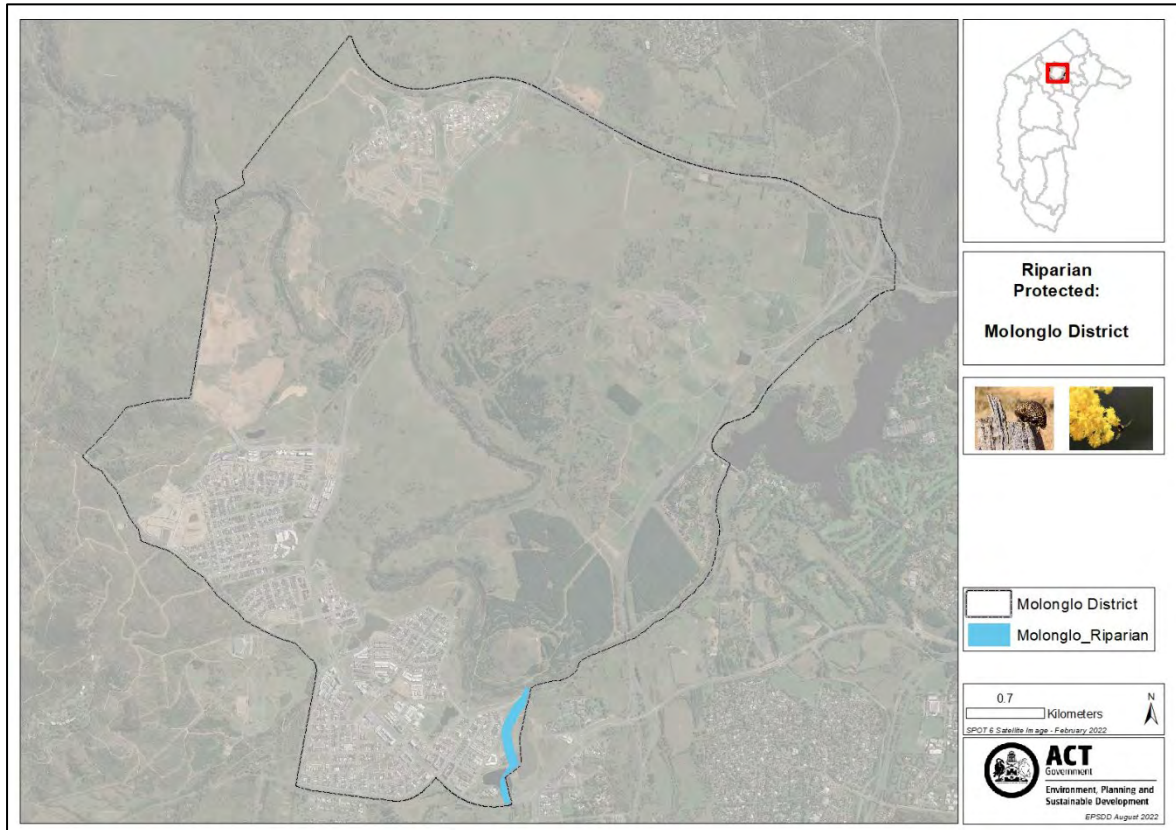 Riparian
Protected:
Molonglo District
Molonglo District
Molonglo_Riparian
0.7
Kilometers
N
SPOT 6 Satellite Image - February 2022
ACT
Government
Environment, Planning and
Sustainable Development
EPSDD August 2022